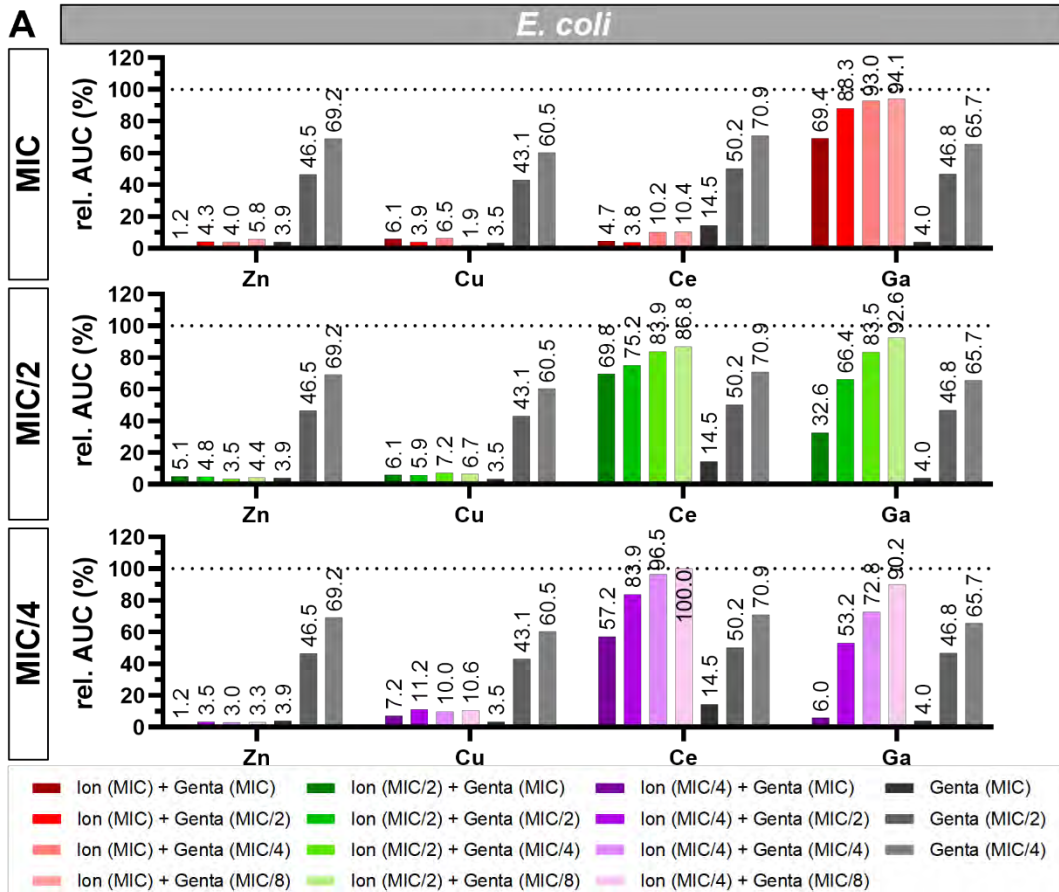 A
E. coli
MIC
rel. AUC (%)
120
100
80
60
40
20
0
1.2 4.3 4.0 5.8 3.9 46.5 69.2
6.1 3.9 6.5 1.9 3.5 43.1 60.5
4.7 3.8 10.2 10.4 14.5 50.2 70.9
69.4 88.3 93.0 94.1 4.0 46.8 65.7
Zn Cu Ce Ga
MIC/2
rel. AUC (%)
120
100
80
60
40
20
0
5.1 4.8 3.5 4.4 3.9 46.5 69.2
6.1 5.9 7.2 6.7 3.5 43.1 60.5
69.8 75.2 83.9 86.8 14.5 50.2 70.9
32.6 66.4 83.5 92.6 4.0 46.8 65.7
Zn Cu Ce Ga
MIC/4
rel. AUC (%)
120
100
80
60
40
20
0
1.2 3.5 3.0 3.3 3.9 46.5 69.2
7.2 11.2 10.0 10.6 3.5 43.1 60.5
57.2 83.9 96.5 100.0 14.5 50.2 70.9
6.0 53.2 72.8 90.2 4.0 46.8 65.7
Zn Cu Ce Ga
Ion (MIC) + Genta (MIC) Ion (MIC/2) + Genta (MIC) Ion (MIC/4) + Genta (MIC) Genta (MIC)
Ion (MIC) + Genta (MIC/2) Ion (MIC/2) + Genta (MIC/2) Ion (MIC/4) + Genta (MIC/2) Genta (MIC/2)
Ion (MIC) + Genta (MIC/4) Ion (MIC/2) + Genta (MIC/4) Ion (MIC/4) + Genta (MIC/4) Genta (MIC/4)
Ion (MIC) + Genta (MIC/8) Ion (MIC/2) + Genta (MIC/8) Ion (MIC/4) + Genta (MIC/8)